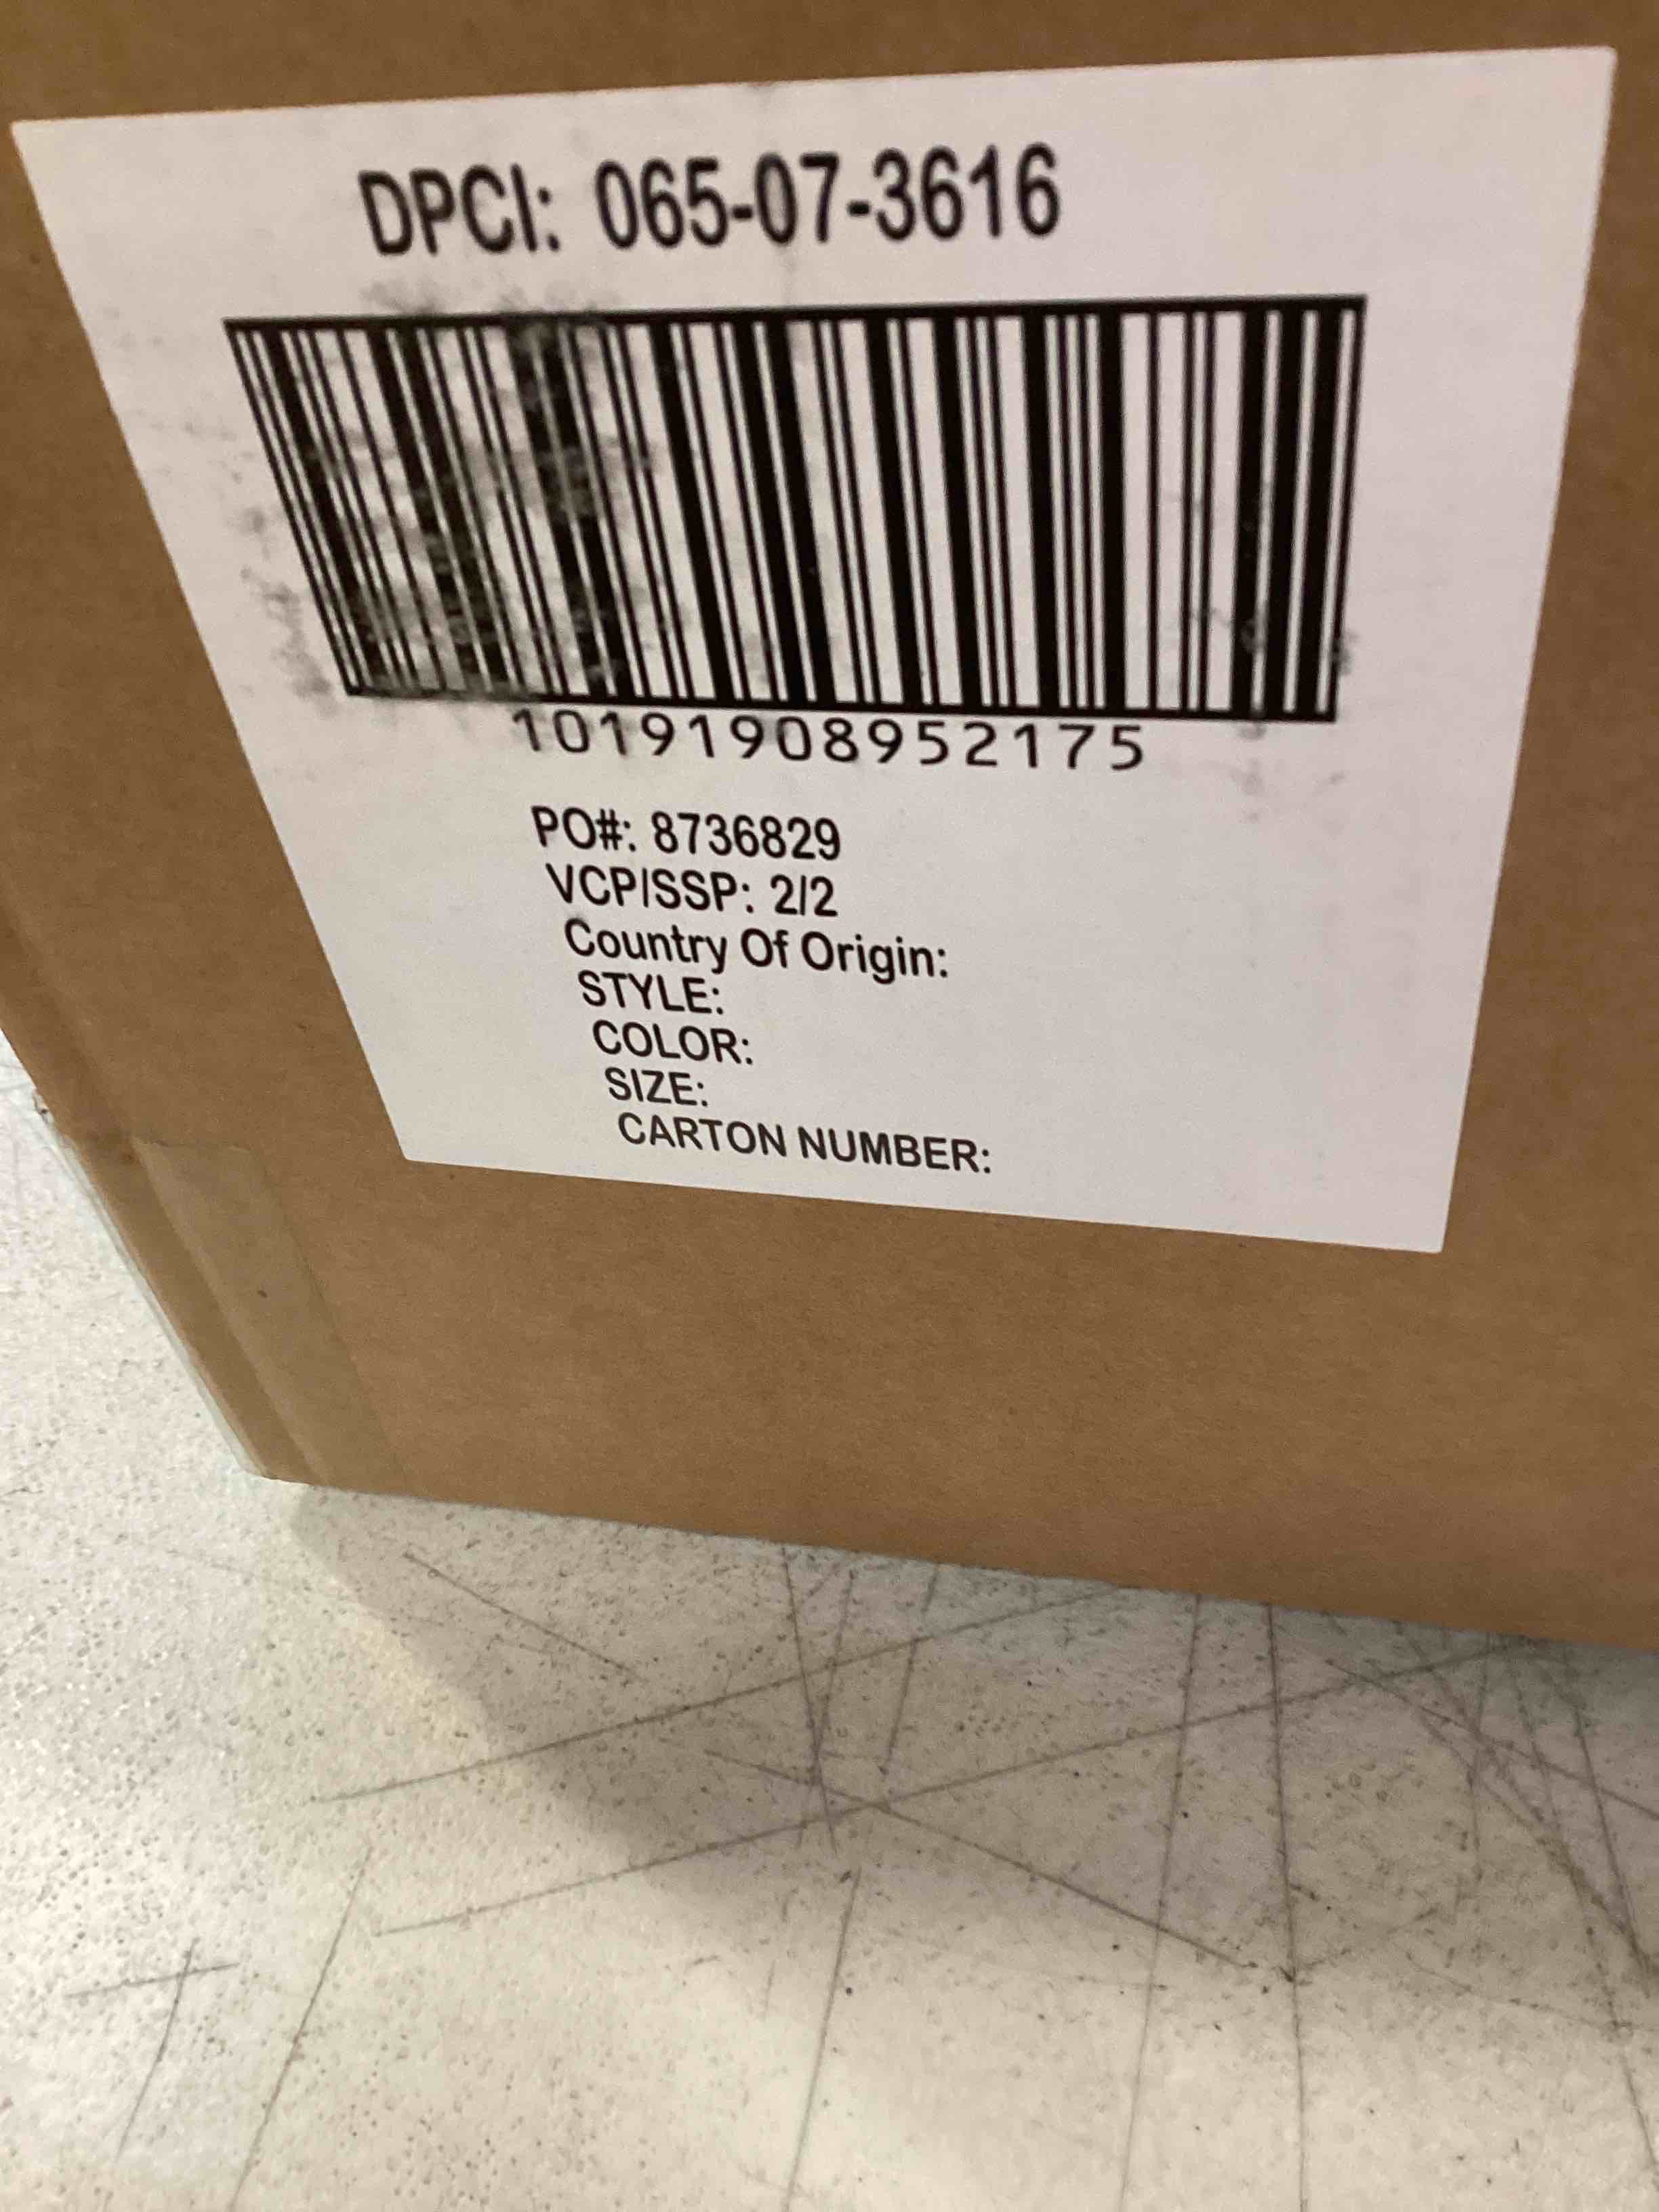 DPCI: 065-07-3616
10191908952175
PO#: 8736829
VCP/SSP: 2/2
Country Of Origin:
STYLE:
COLOR:
SIZE:
CARTON NUMBER: